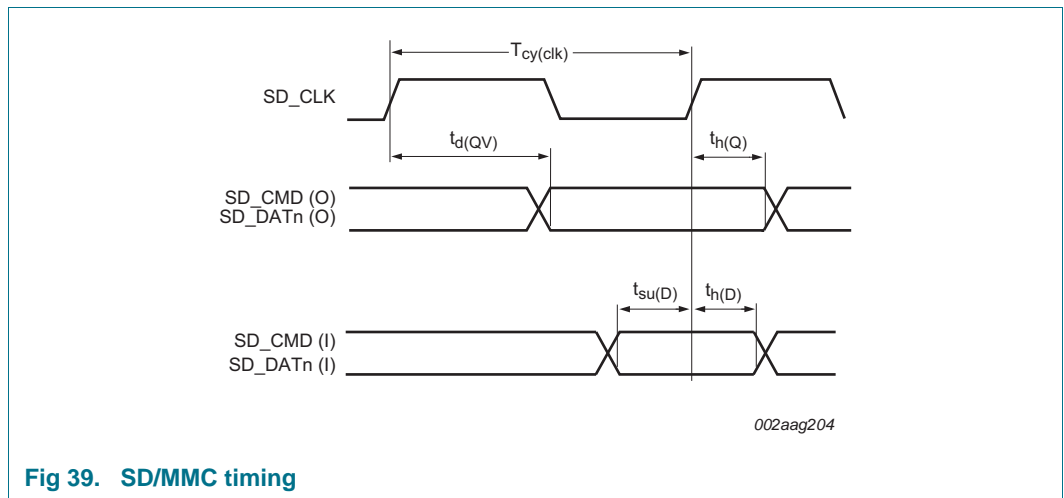 Tcy(clk)
SD_CLK
td(QV)
th(Q)
SD_CMD (O)
SD_DATn (O)
tsu(D)
th(D)
SD_CMD (I)
SD_DATn (I)
002aag204
Fig 39. SD/MMC timing